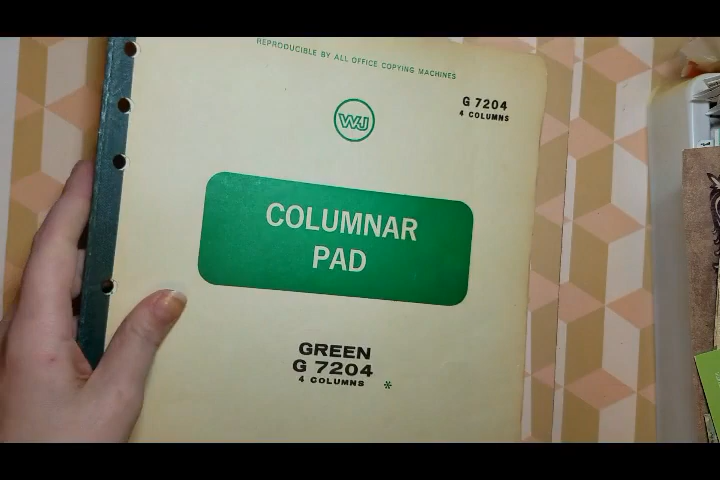 REPRODUCIBLE BY ALL OFFICE COPYING MACHINES
G 7204
4 COLUMNS
WJ
COLUMNAR
PAD
GREEN
G 7204
4 COLUMNS *